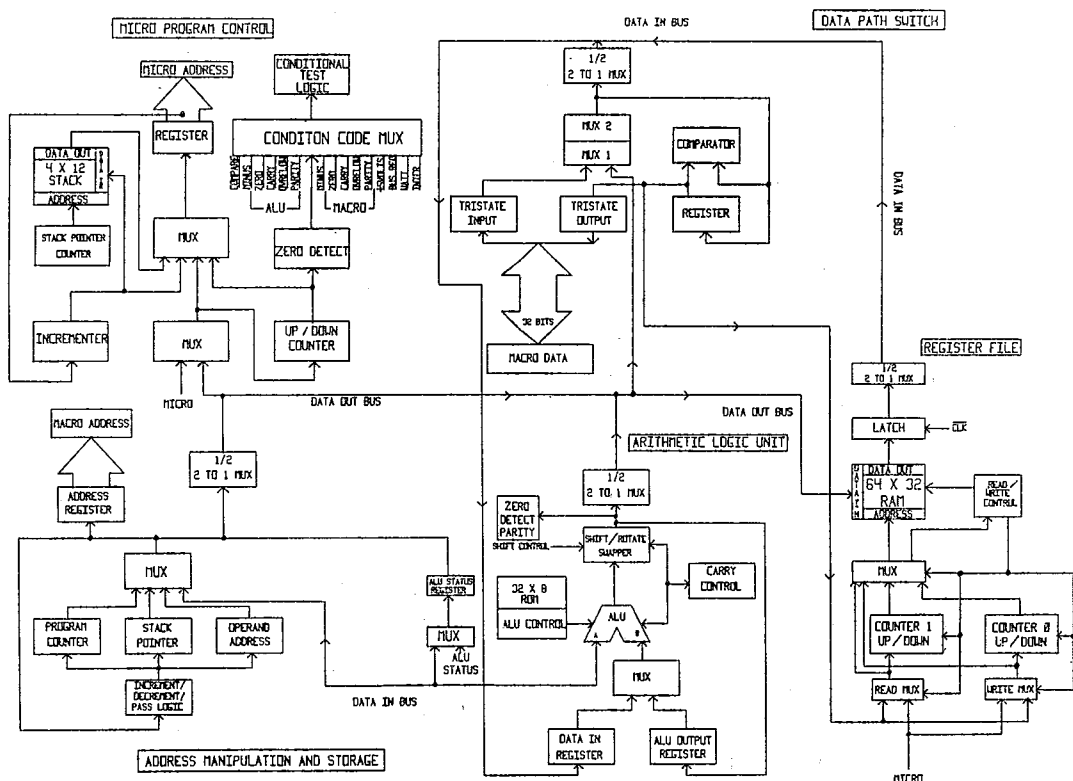 MICRO PROGRAM CONTROL
MICRO ADDRESS
REGISTER
DATA OUT
4 X 12
STACK
ADDRESS
STACK POINTER
COUNTER
INCREMENTER
MUX
MUX
MICRO
CONDITIONAL
TEST
LOGIC
CONDITON CODE MUX
COMPARE
MINUS
ZERO
CARRY
OVRFLOW
PARITY
MINUS
ZERO
CARRY
OVRFLOW
PARITY
BUS REQ
WAIT
INTER
ALU
MACRO
ZERO DETECT
UP / DOWN
COUNTER
DATA PATH SWITCH
DATA IN BUS
1/2
2 TO 1 MUX
MUX 2
MUX 1
COMPARATOR
TRISTATE
INPUT
TRISTATE
OUTPUT
REGISTER
32 BITS
MACRO DATA
DATA IN BUS
REGISTER FILE
1/2
2 TO 1 MUX
LATCH
CLK
DATA IN
DATA OUT
64 X 32
RAM
ADDRESS
READ /
WRITE
CONTROL
MUX
COUNTER 1
UP/DOWN
COUNTER 0
UP/DOWN
READ MUX
WRITE MUX
MICRO
DATA OUT BUS
DATA OUT BUS
MACRO ADDRESS
ADDRESS
REGISTER
1/2
2 TO 1 MUX
MUX
PROGRAM
COUNTER
STACK
POINTER
OPERAND
ADDRESS
INCREMENT/
DECREMENT/
PASS LOGIC
ALU STATUS
REGISTER
MUX
ALU
STATUS
DATA IN BUS
ADDRESS MANIPULATION AND STORAGE
ARITHMETIC LOGIC UNIT
1/2
2 TO 1 MUX
ZERO
DETECT
PARITY
SHIFT CONTROL
SHIFT/ROTATE
SWAPPER
32 X 8
ROM
ALU CONTROL
ALU
A
B
CARRY
CONTROL
MUX
DATA IN
REGISTER
ALU OUTPUT
REGISTER